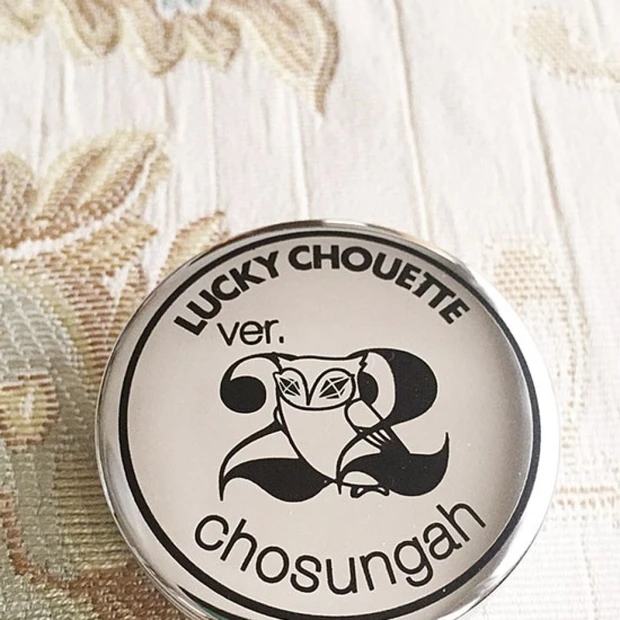 LUCKY CHOUETTE
ver.
22
chosungah